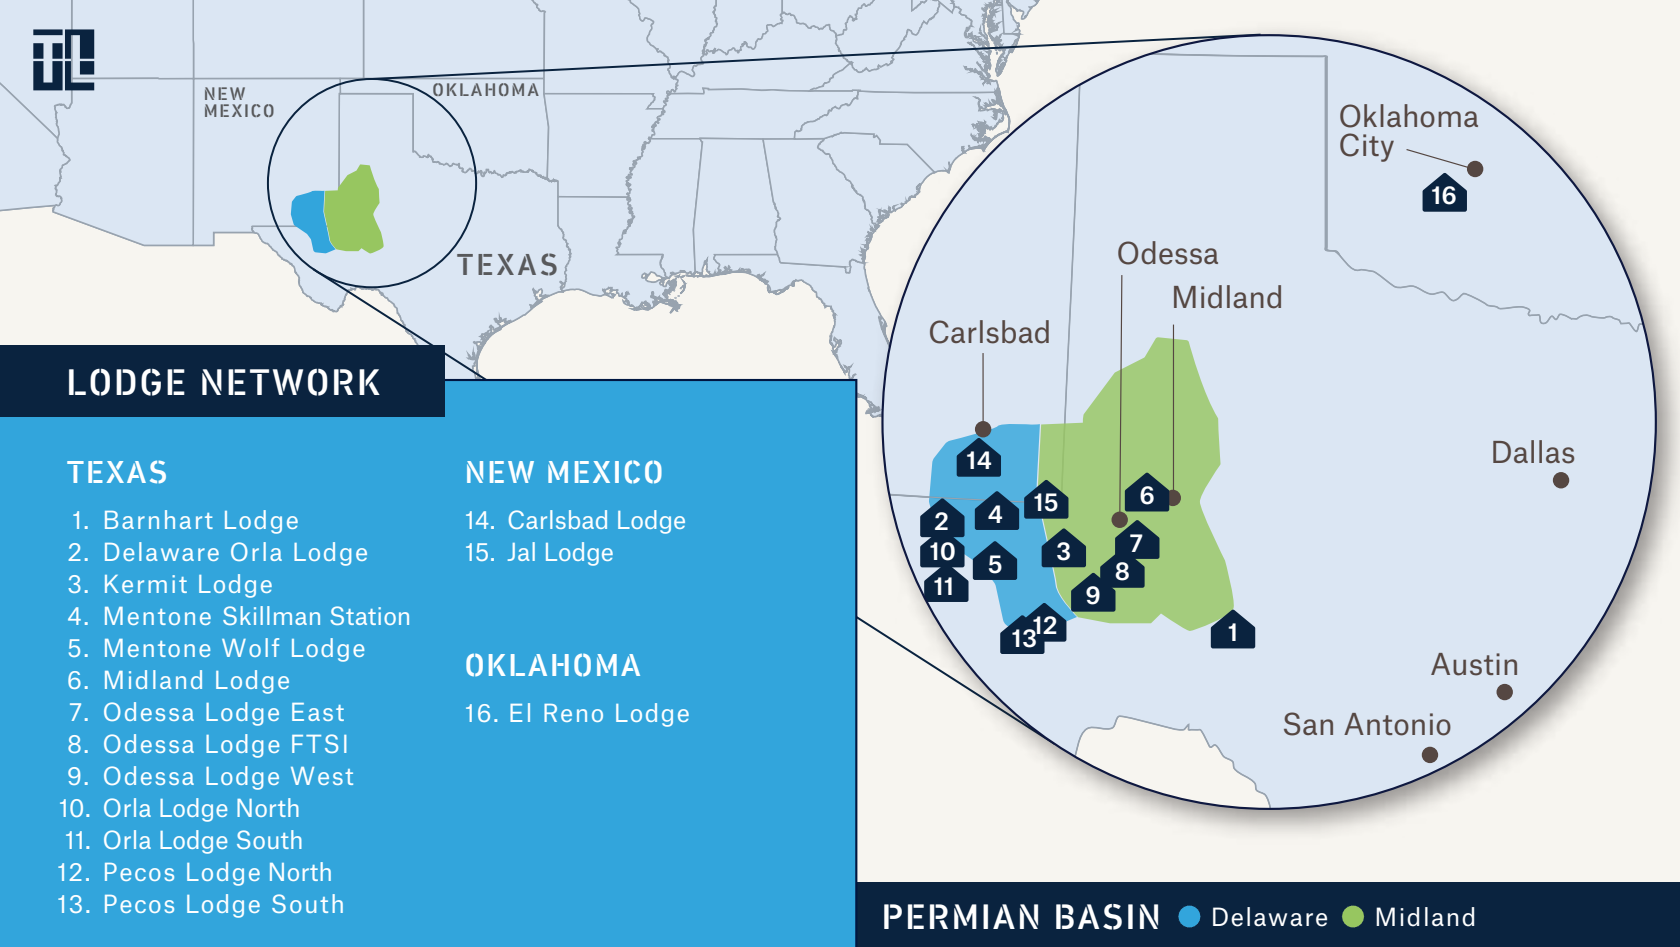 TLC
NEW
MEXICO
OKLAHOMA
TEXAS
Oklahoma
City
16
Odessa
Midland
Carlsbad
Dallas
Austin
San Antonio
14
15
6
2
4
10
3
7
5
8
11
9
12
13
1
LODGE NETWORK
TEXAS
1. Barnhart Lodge
2. Delaware Orla Lodge
3. Kermit Lodge
4. Mentone Skillman Station
5. Mentone Wolf Lodge
6. Midland Lodge
7. Odessa Lodge East
8. Odessa Lodge FTSI
9. Odessa Lodge West
10. Orla Lodge North
11. Orla Lodge South
12. Pecos Lodge North
13. Pecos Lodge South
NEW MEXICO
14. Carlsbad Lodge
15. Jal Lodge
OKLAHOMA
16. El Reno Lodge
PERMIAN BASIN Delaware Midland